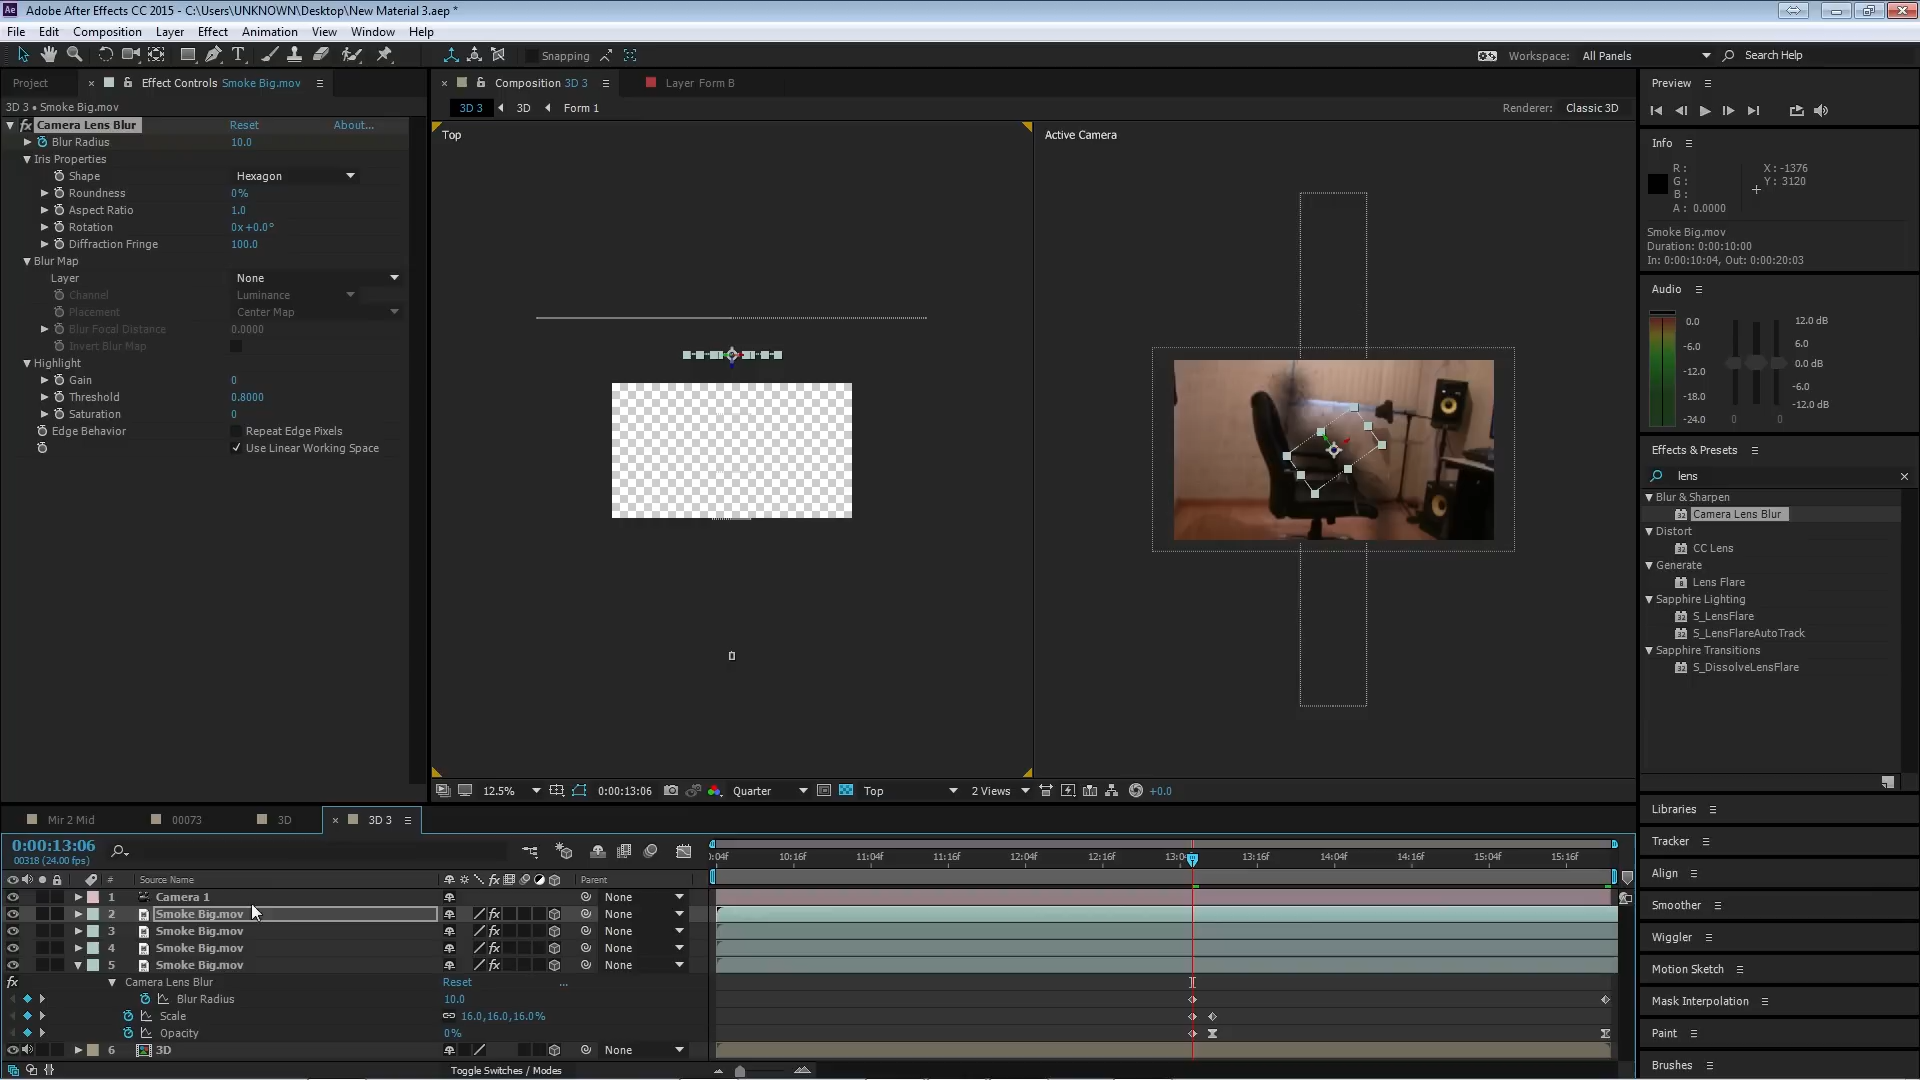 Adobe After Effects CC 2015 - C:\Users\UNKNOWN\Desktop\New Material 3.aep *
File Edit Composition Layer Effect Animation View Window Help
Snapping
Workspace: All Panels
Search Help
Project
Effect Controls Smoke Big.mov
3D 3 • Smoke Big.mov
fx Camera Lens Blur Reset About...
Blur Radius 10.0
Iris Properties
Shape Hexagon
Roundness 0%
Aspect Ratio 1.0
Rotation 0x+0.0°
Diffraction Fringe 100.0
Blur Map
Layer None
Channel Luminance
Placement Center Map
Blur Focal Distance 0.0000
Invert Blur Map
Highlight
Gain 0
Threshold 0.8000
Saturation 0
Edge Behavior Repeat Edge Pixels
Use Linear Working Space
Composition 3D 3
Layer Form B
3D 3 3D Form 1
Renderer: Classic 3D
Top
Active Camera
12.5% 0:00:13:06 Quarter Top 2 Views +0.0
Preview
Info
R :
G :
B :
A : 0.0000
X : -1376
Y : 3120
Smoke Big.mov
Duration: 0:00:10:00
In: 0:00:10:04, Out: 0:00:20:03
Audio
0.0
-6.0
-12.0
-18.0
-24.0
12.0 dB
6.0
0.0 dB
-6.0
-12.0 dB
0 0
Effects & Presets
lens
Blur & Sharpen
Camera Lens Blur
Distort
CC Lens
Generate
Lens Flare
Sapphire Lighting
S_LensFlare
S_LensFlareAutoTrack
Sapphire Transitions
S_DissolveLensFlare
Libraries
Tracker
Align
Smoother
Wiggler
Motion Sketch
Mask Interpolation
Paint
Brushes
Mir 2 Mid 00073 3D 3D 3
0:00:13:06
00318 (24.00 fps)
:04f 10:16f 11:04f 11:16f 12:04f 12:16f 13:04f 13:16f 14:04f 14:16f 15:04f 15:16f
# Source Name Parent
1 Camera 1 None
2 Smoke Big.mov fx None
3 Smoke Big.mov fx None
4 Smoke Big.mov fx None
5 Smoke Big.mov fx None
fx Camera Lens Blur Reset ...
Blur Radius 10.0
Scale 16.0,16.0,16.0%
Opacity 0%
6 3D None
Toggle Switches / Modes